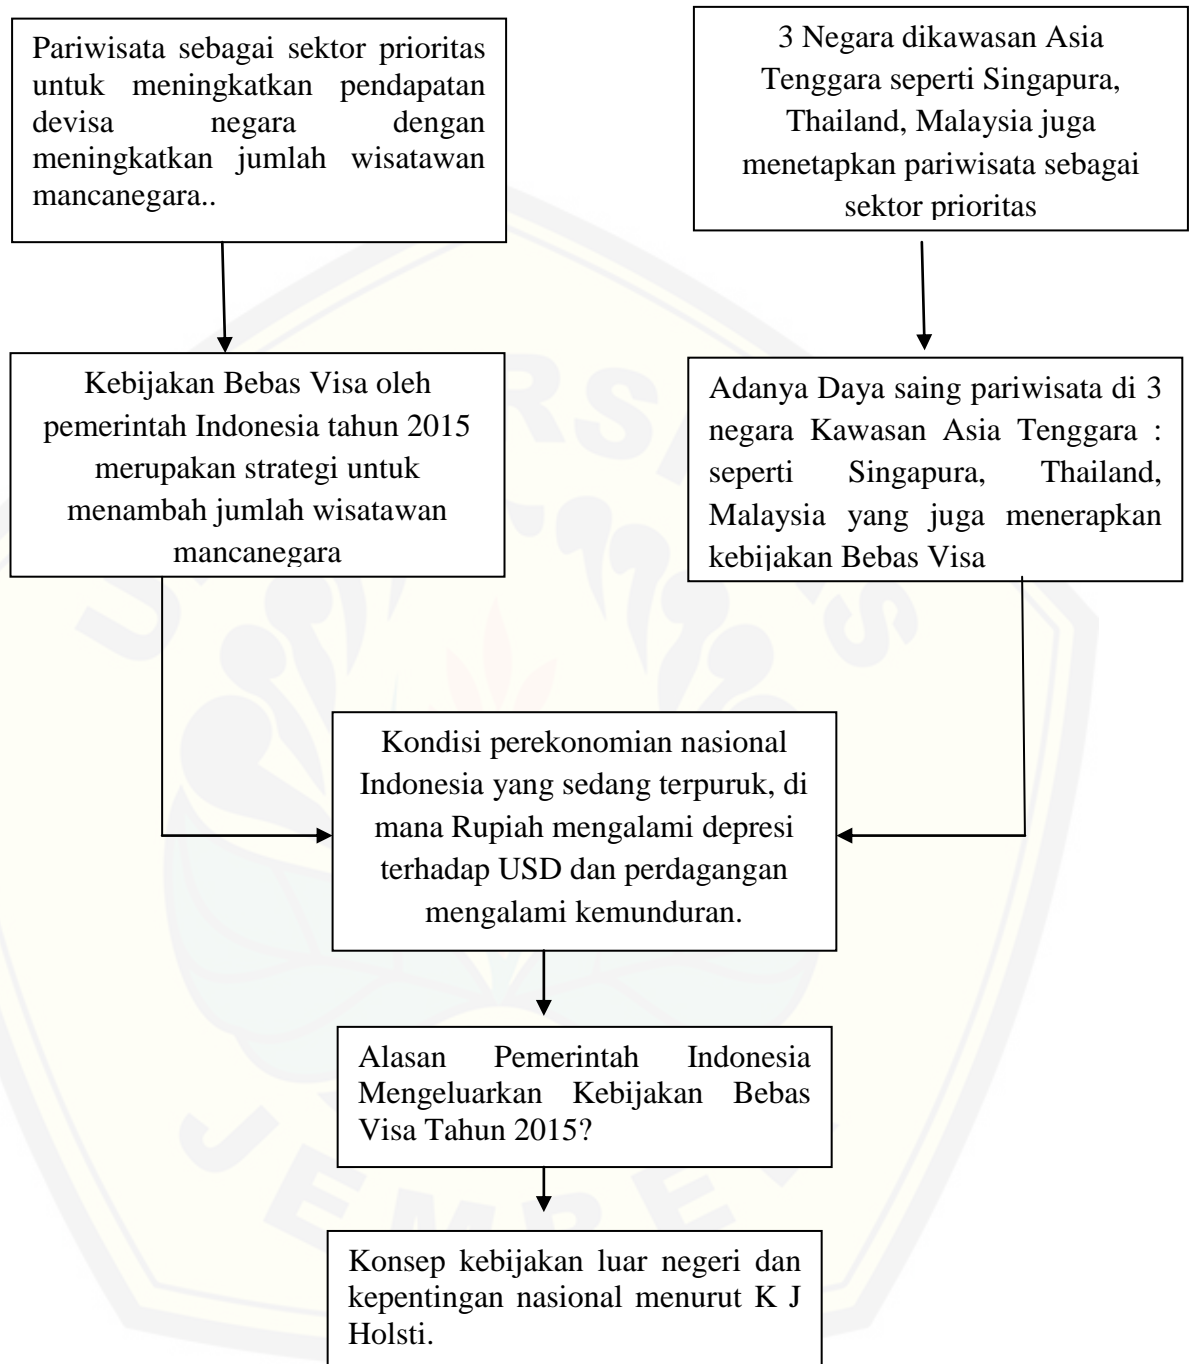 Pariwisata sebagai sektor prioritas
untuk meningkatkan pendapatan
devisa negara dengan
meningkatkan jumlah wisatawan
mancanegara..
3 Negara dikawasan Asia
Tenggara seperti Singapura,
Thailand, Malaysia juga
menetapkan pariwisata sebagai
sektor prioritas
Kebijakan Bebas Visa oleh
pemerintah Indonesia tahun 2015
merupakan strategi untuk
menambah jumlah wisatawan
mancanegara
Adanya Daya saing pariwisata di 3
negara Kawasan Asia Tenggara :
seperti Singapura, Thailand,
Malaysia yang juga menerapkan
kebijakan Bebas Visa
Kondisi perekonomian nasional
Indonesia yang sedang terpuruk, di
mana Rupiah mengalami depresi
terhadap USD dan perdagangan
mengalami kemunduran.
Alasan Pemerintah Indonesia
Mengeluarkan Kebijakan Bebas
Visa Tahun 2015?
Konsep kebijakan luar negeri dan
kepentingan nasional menurut K J
Holsti.